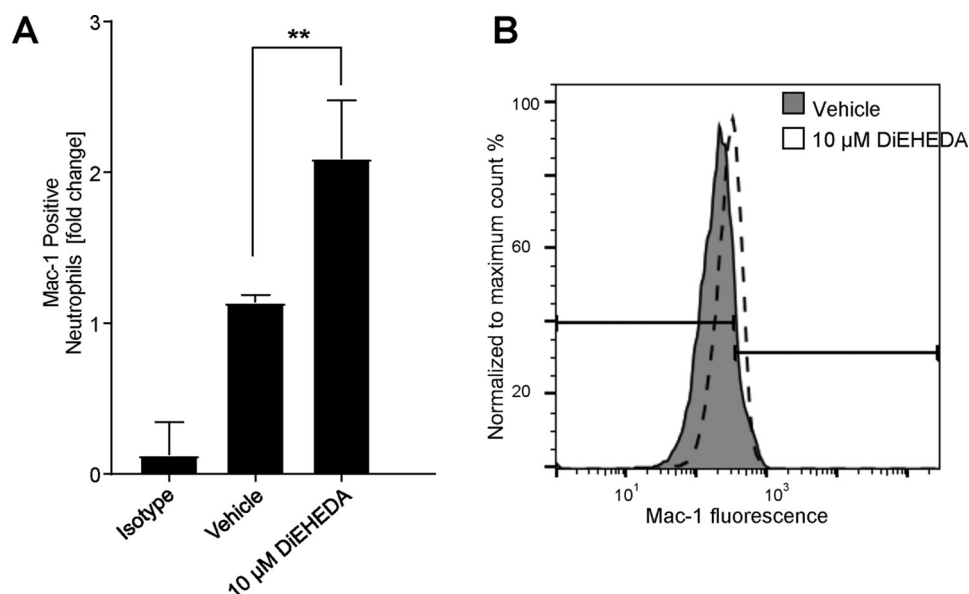 A
3
2
1
0
Mac-1 Positive
Neutrophils [fold change]
**
Isotype
Vehicle
10 µM DiEHEDA
B
100
60
20
Normalized to maximum count %
Vehicle
10 µM DiEHEDA
10¹
10³
Mac-1 fluorescence